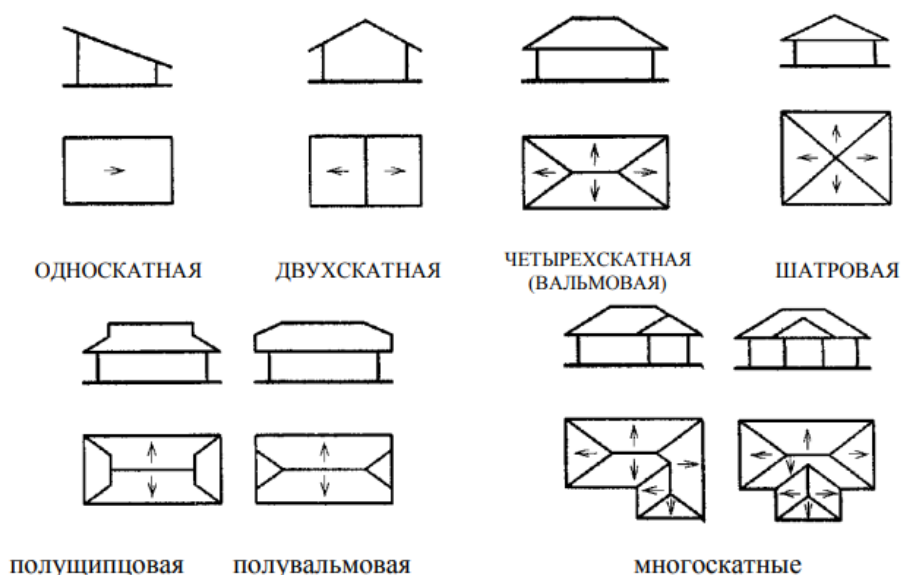 ОДНОСКАТНАЯ
ДВУХСКАТНАЯ
ЧЕТЫРЕХСКАТНАЯ
(ВАЛЬМОВАЯ)
ШАТРОВАЯ
полущипцовая
полувальмовая
многоскатные